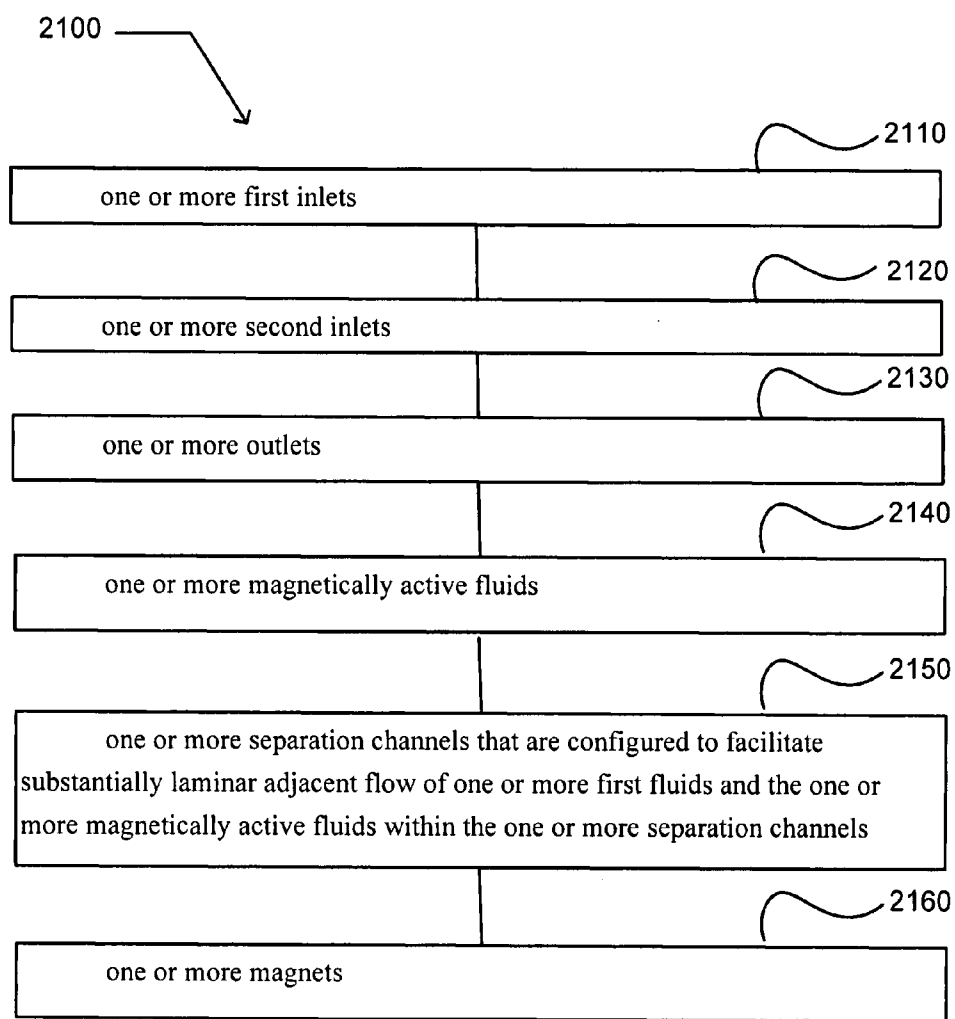 2100
2110
one or more first inlets
2120
one or more second inlets
2130
one or more outlets
2140
one or more magnetically active fluids
2150
one or more separation channels that are configured to facilitate
substantially laminar adjacent flow of one or more first fluids and the one or
more magnetically active fluids within the one or more separation channels
2160
one or more magnets